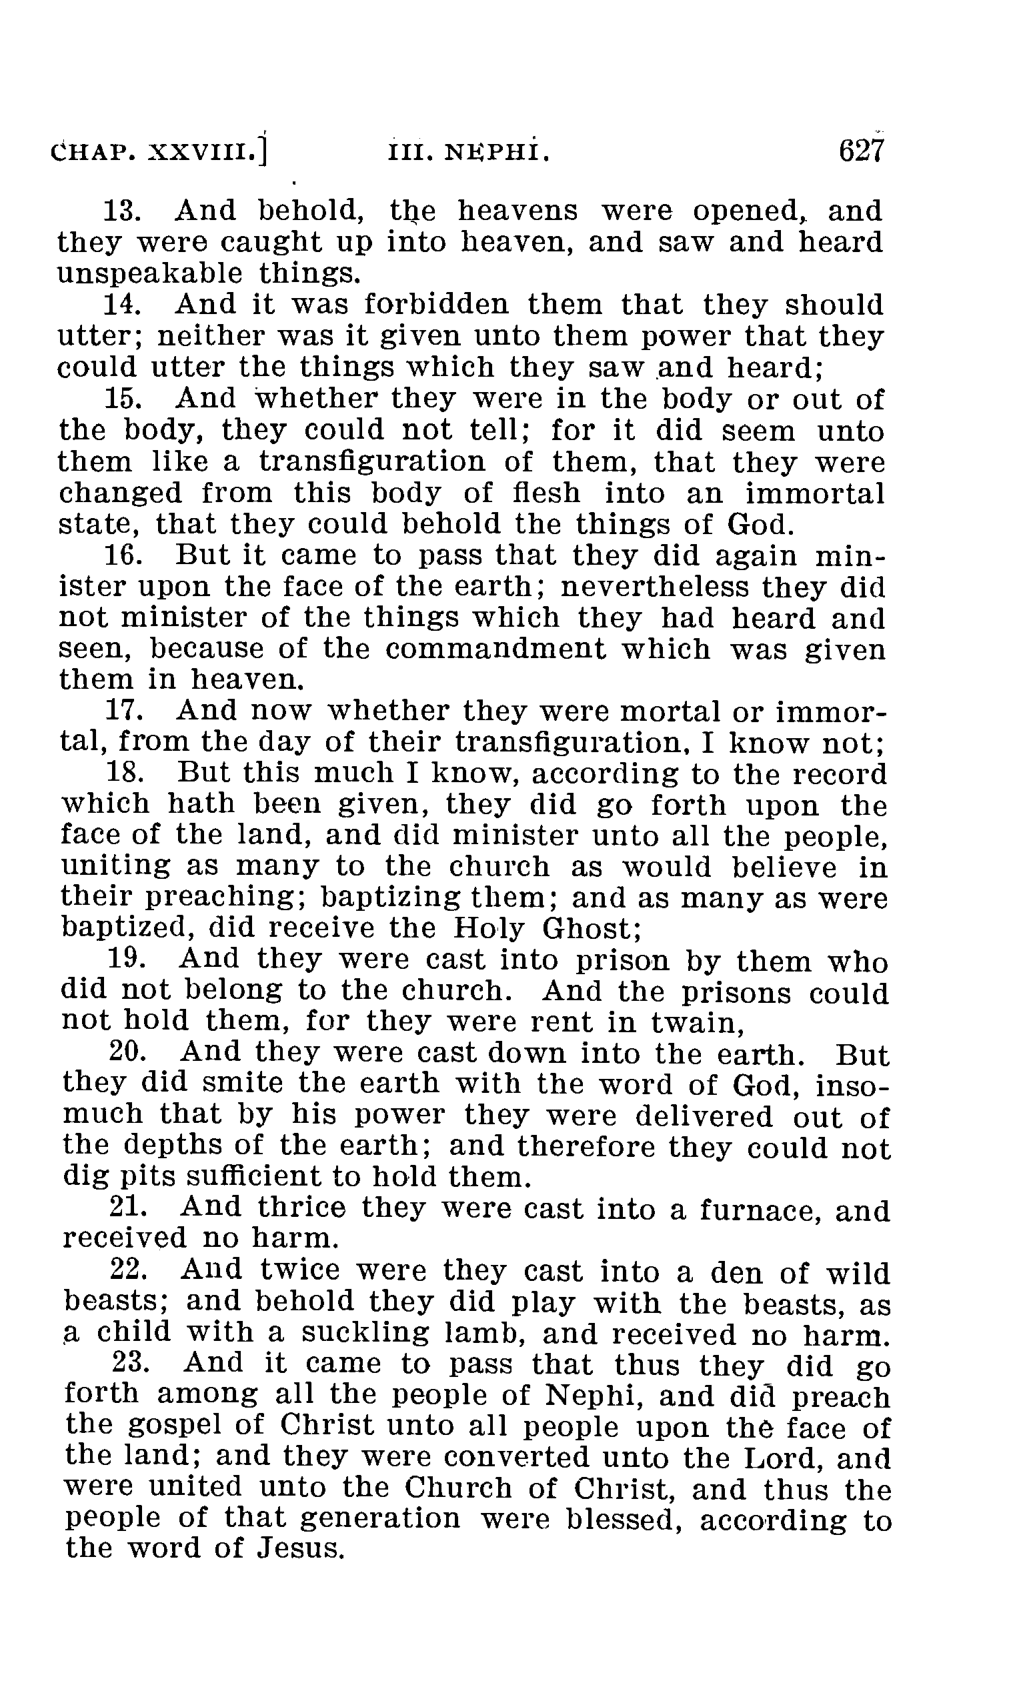 CHAP. XXVIII.] III. NEPHI. 627
13. And behold, the heavens were opened, and
they were caught up into heaven, and saw and heard
unspeakable things.
14. And it was forbidden them that they should
utter; neither was it given unto them power that they
could utter the things which they saw and heard;
15. And whether they were in the body or out of
the body, they could not tell; for it did seem unto
them like a transfiguration of them, that they were
changed from this body of flesh into an immortal
state, that they could behold the things of God.
16. But it came to pass that they did again min-
ister upon the face of the earth; nevertheless they did
not minister of the things which they had heard and
seen, because of the commandment which was given
them in heaven.
17. And now whether they were mortal or immor-
tal, from the day of their transfiguration, I know not;
18. But this much I know, according to the record
which hath been given, they did go forth upon the
face of the land, and did minister unto all the people,
uniting as many to the church as would believe in
their preaching; baptizing them; and as many as were
baptized, did receive the Holy Ghost;
19. And they were cast into prison by them who
did not belong to the church. And the prisons could
not hold them, for they were rent in twain,
20. And they were cast down into the earth. But
they did smite the earth with the word of God, inso-
much that by his power they were delivered out of
the depths of the earth; and therefore they could not
dig pits sufficient to hold them.
21. And thrice they were cast into a furnace, and
received no harm.
22. And twice were they cast into a den of wild
beasts; and behold they did play with the beasts, as
a child with a suckling lamb, and received no harm.
23. And it came to pass that thus they did go
forth among all the people of Nephi, and did preach
the gospel of Christ unto all people upon the face of
the land; and they were converted unto the Lord, and
were united unto the Church of Christ, and thus the
people of that generation were blessed, according to
the word of Jesus.